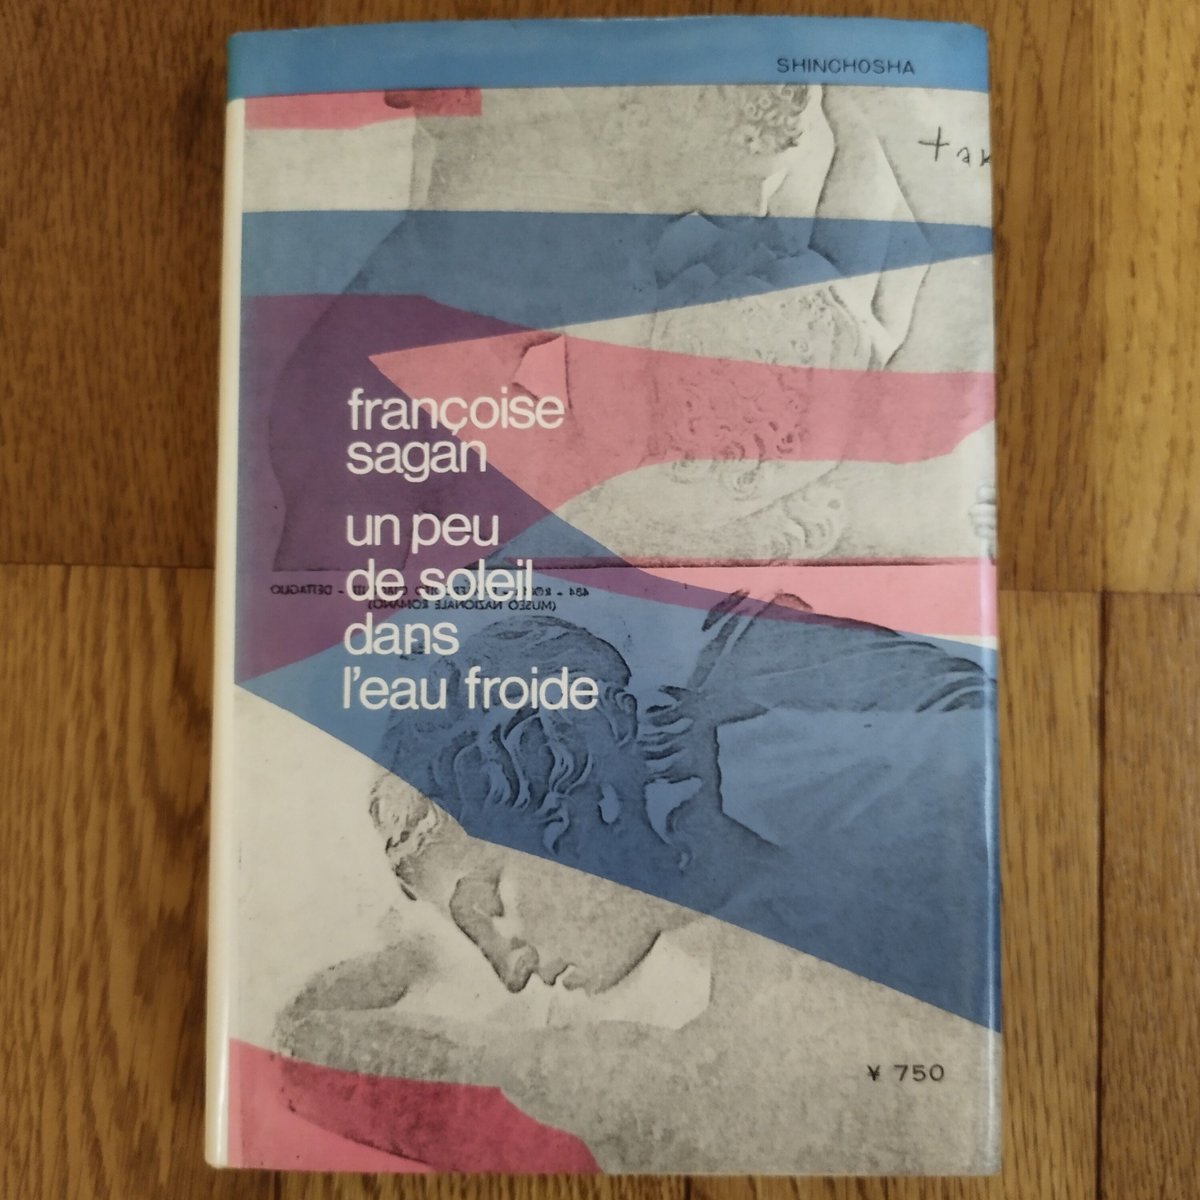 SHINCHOSHA
tak
françoise
sagan
un peu
de soleil
dans
l'eau froide
(MUSEO NAZIONALE ROMANO)
¥ 750